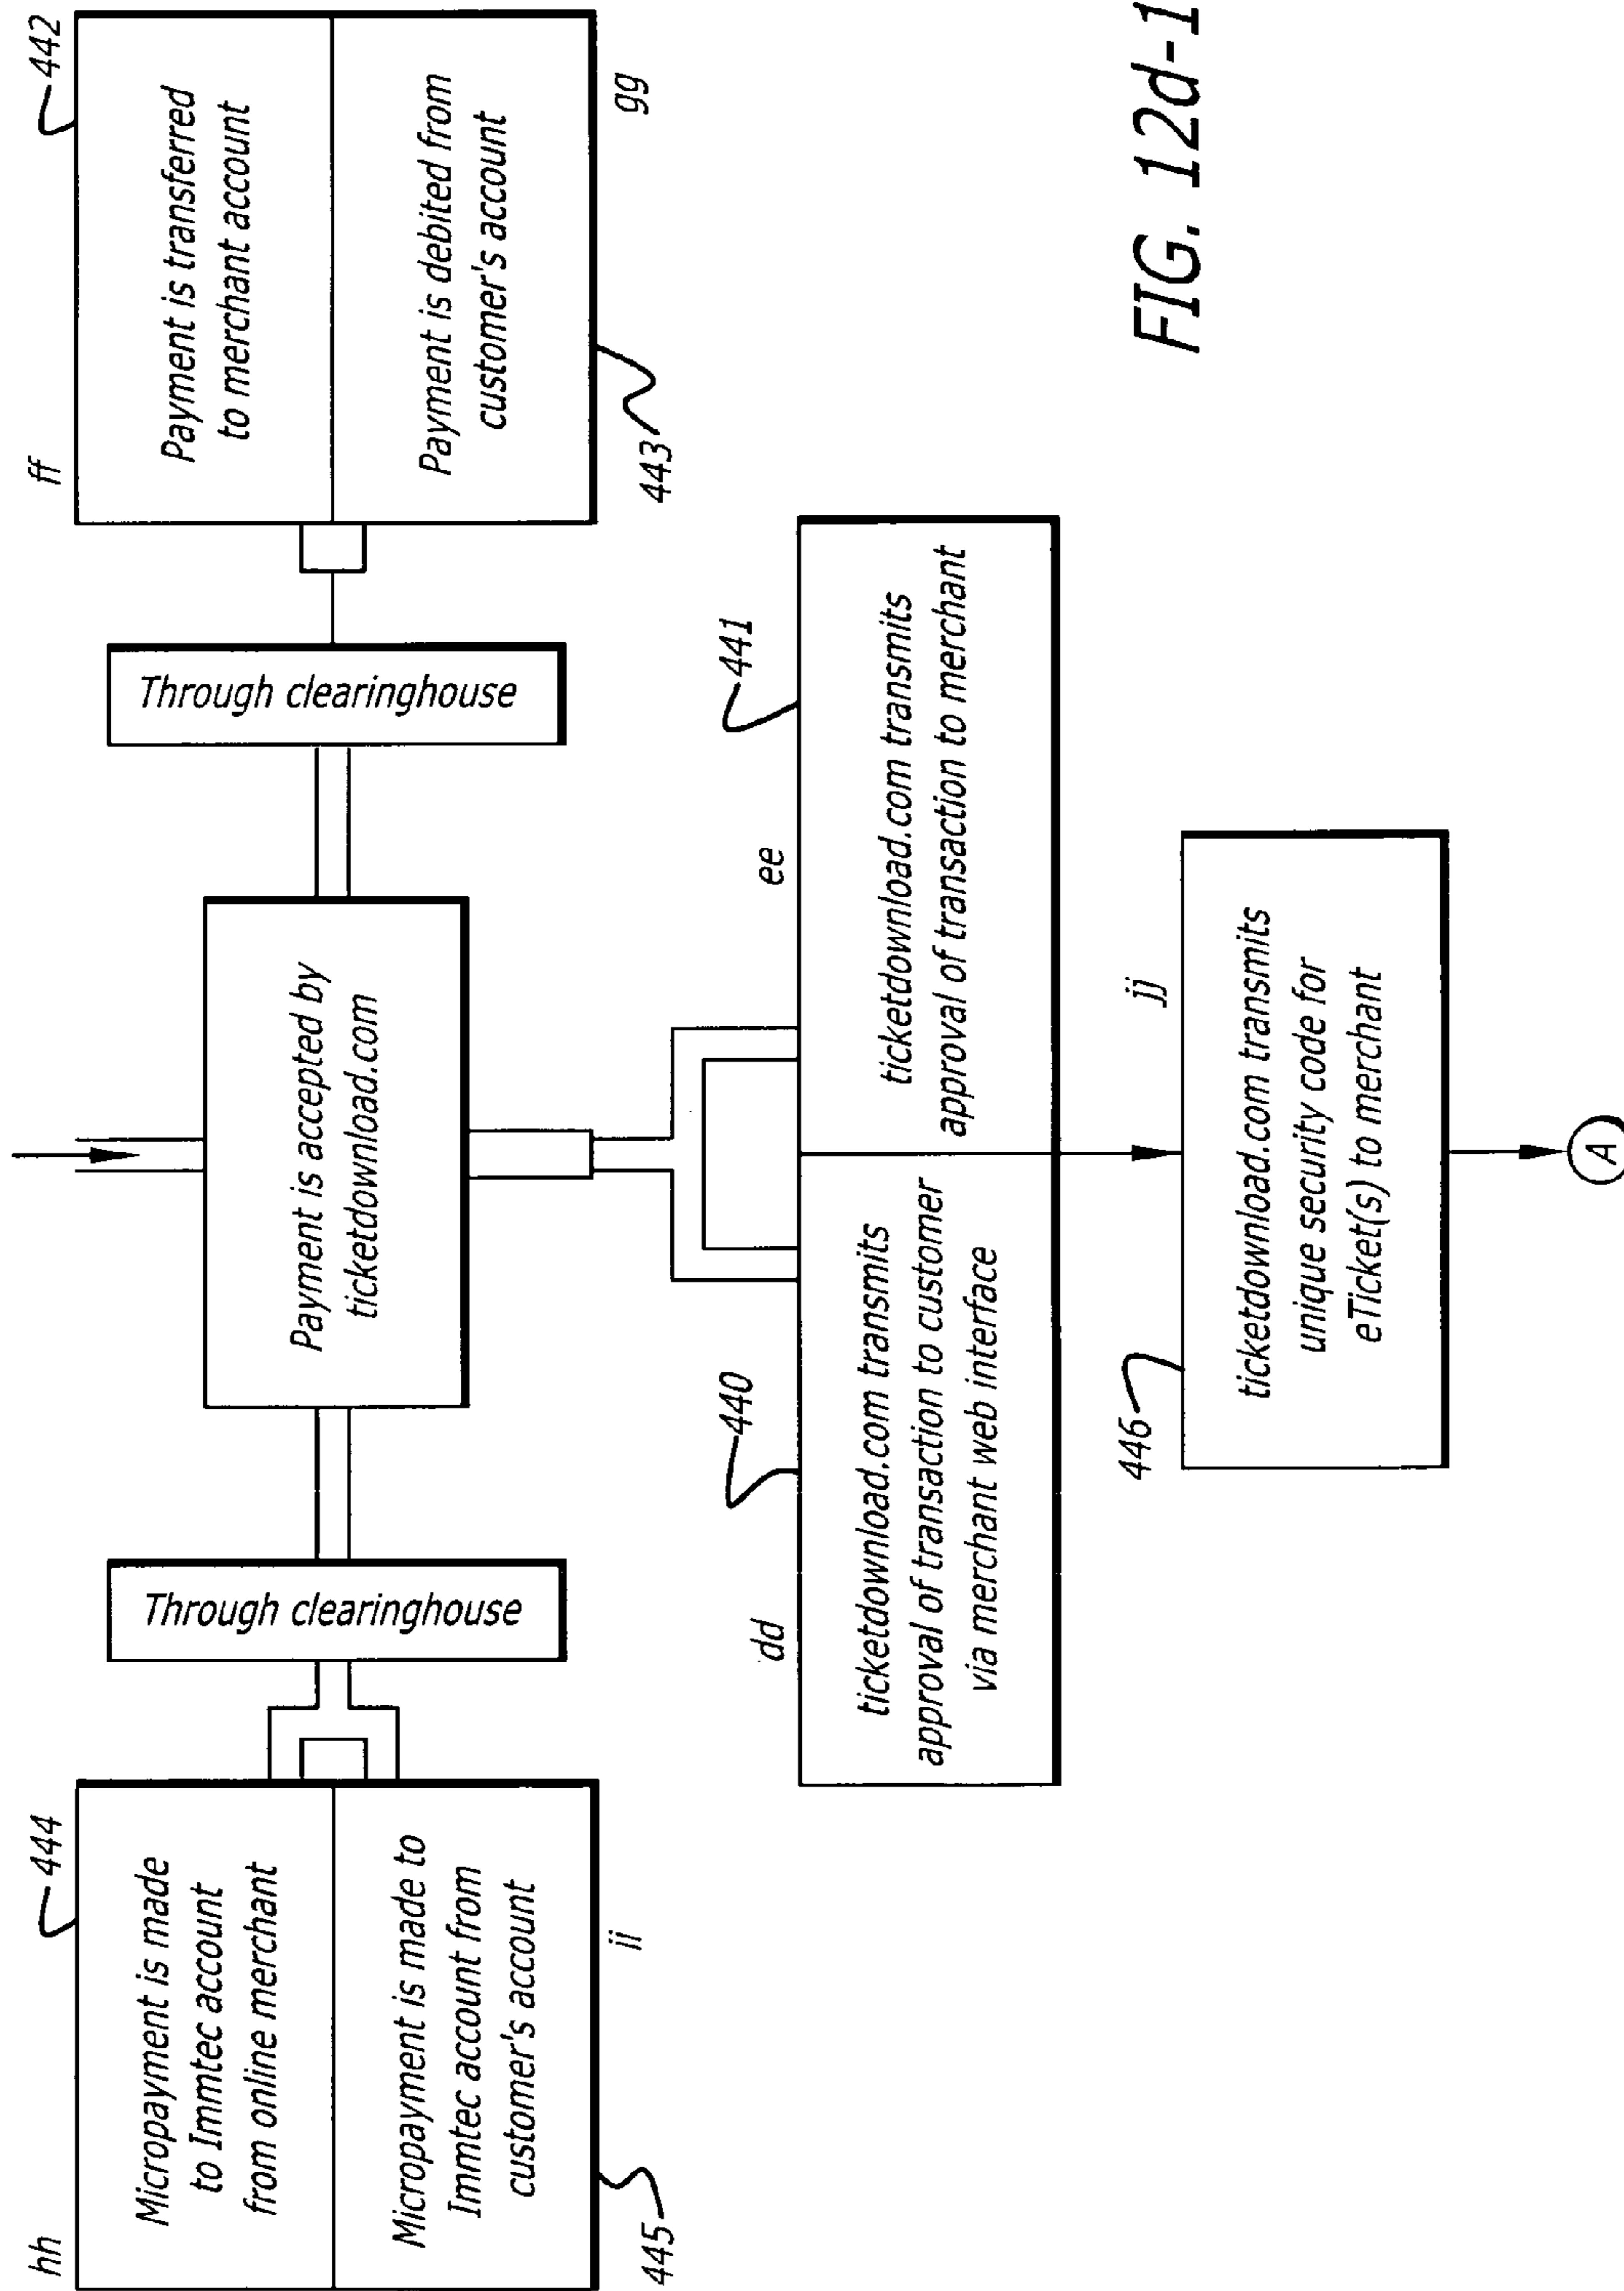 hh
444
Micropayment is made
to Immtec account
from online merchant
Micropayment is made to
Immtec account from
customer's account
445
ii
Through clearinghouse
Payment is accepted by
ticketdownload.com
Through clearinghouse
ff
442
Payment is transferred
to merchant account
Payment is debited from
customer's account
443
gg
dd
440
ticketdownload.com transmits
approval of transaction to customer
via merchant web interface
ee
441
ticketdownload.com transmits
approval of transaction to merchant
446
jj
ticketdownload.com transmits
unique security code for
eTicket(s) to merchant
A
FIG. 12d-1